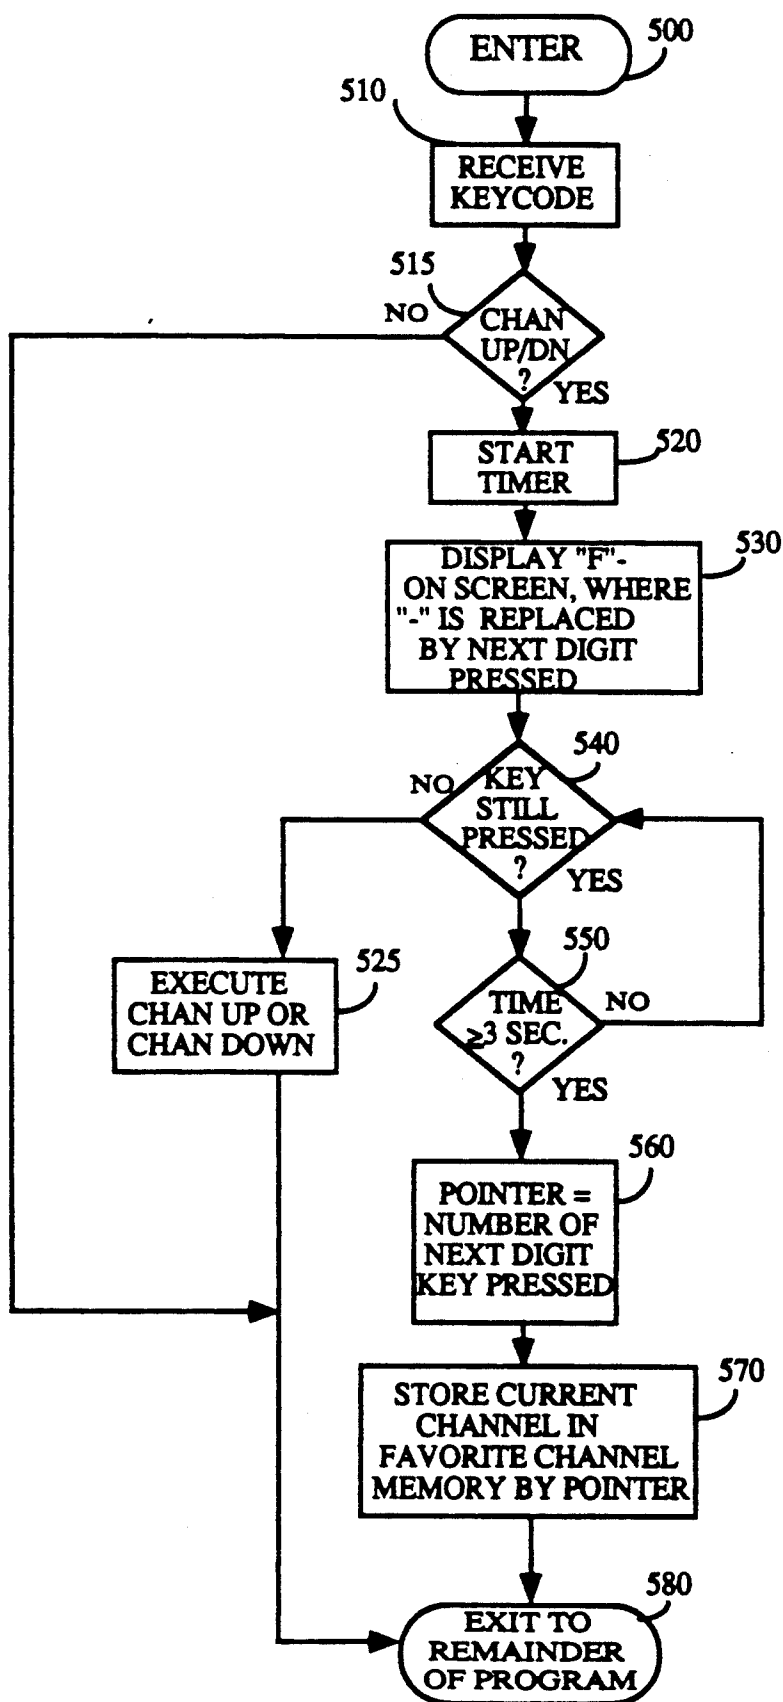 ENTER
500
510
RECEIVE
KEYCODE
515
NO
CHAN
UP/DN
?
YES
START
TIMER
520
DISPLAY "F"-
ON SCREEN, WHERE
"-" IS REPLACED
BY NEXT DIGIT
PRESSED
530
540
NO
KEY
STILL
PRESSED
?
YES
EXECUTE
CHAN UP OR
CHAN DOWN
525
550
TIME
≥3 SEC.
?
NO
YES
560
POINTER =
NUMBER OF
NEXT DIGIT
KEY PRESSED
570
STORE CURRENT
CHANNEL IN
FAVORITE CHANNEL
MEMORY BY POINTER
580
EXIT TO
REMAINDER
OF PROGRAM